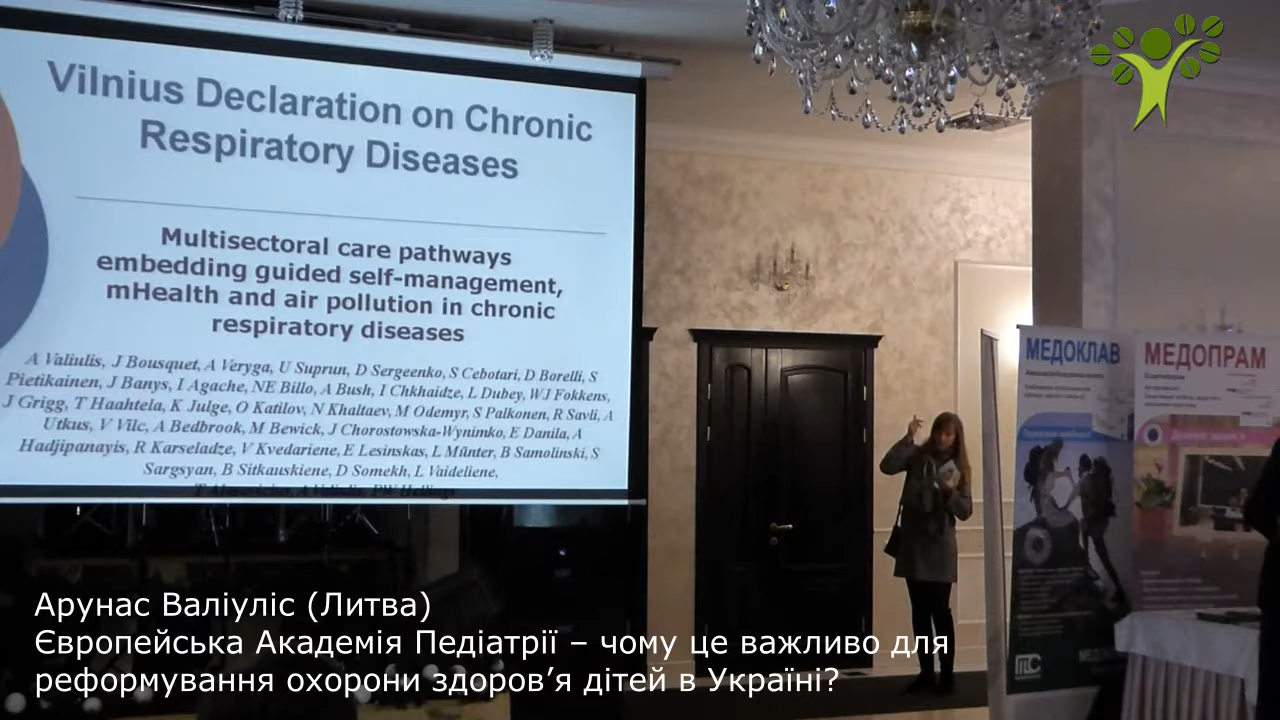 Vilnius Declaration on Chronic
Respiratory Diseases
Multisectoral care pathways
embedding guided self-management,
mHealth and air pollution in chronic
respiratory diseases
A Valiulis, J Bousquet, A Veryga, U Suprun, D Sergeenko, S Cebotari, D Borelli, S
Pietikainen, J Banys, I Agache, NE Billo, A Bush, I Chkhaidze, L Dubey, WJ Fokkens,
J Grigg, T Haahtela, K Julge, O Katilov, N Khaltaev, M Odemyr, S Palkonen, R Savli, A
Utkus, V Vilc, A Bedbrook, M Bewick, J Chorostowska-Wynimko, E Danila, A
Hadjipanayis, R Karseladze, V Kvedariene, E Lesinskas, L Münter, B Samolinski, S
Sargsyan, B Sitkauskiene, D Somekh, L Vaideliene,
МЕДОКЛАВ
МЕДОПРАМ
Арунас Валіуліс (Литва)
Європейська Академія Педіатрії – чому це важливо для
реформування охорони здоров’я дітей в Україні?